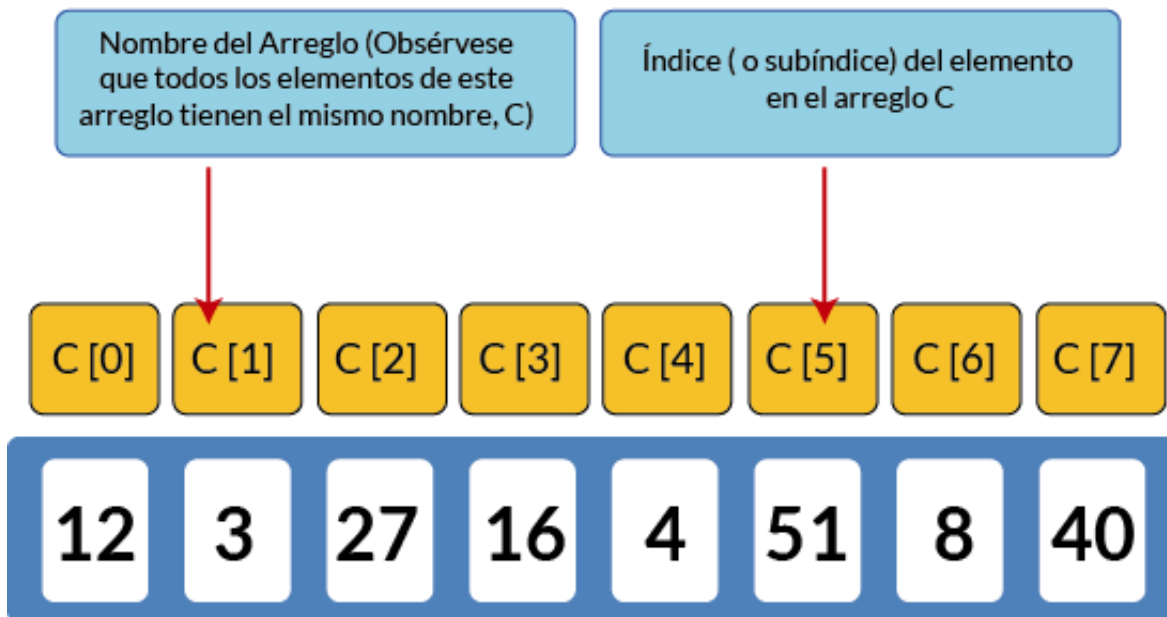 Nombre del Arreglo (Obsérvese
que todos los elementos de este
arreglo tienen el mismo nombre, C)
Índice ( o subíndice) del elemento
en el arreglo C
C [0] C [1] C [2] C [3] C [4] C [5] C [6] C [7]
12 3 27 16 4 51 8 40